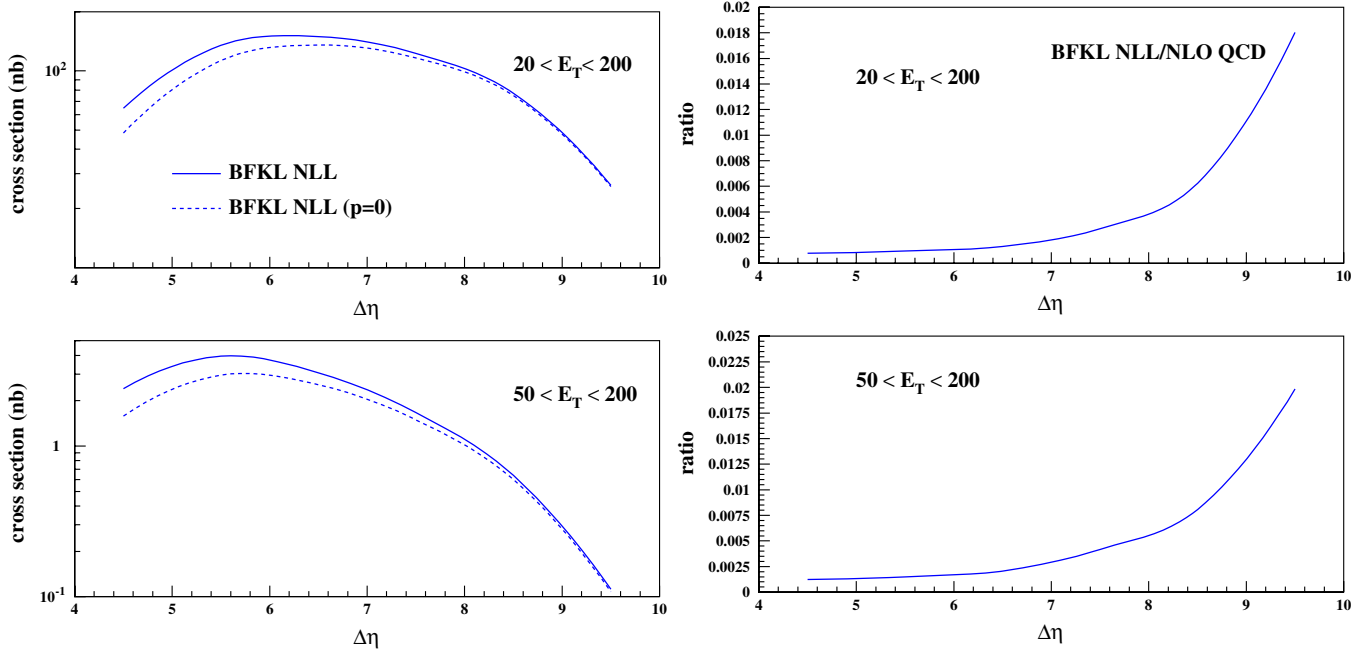 cross section (nb)
10²
20 < E_T < 200
BFKL NLL
BFKL NLL (p=0)
4 5 6 7 8 9 10
Δη
ratio
0.02
0.018
0.016
0.014
0.012
0.01
0.008
0.006
0.004
0.002
0
BFKL NLL/NLO QCD
20 < E_T < 200
4 5 6 7 8 9 10
Δη
cross section (nb)
1
10⁻¹
50 < E_T < 200
4 5 6 7 8 9 10
Δη
ratio
0.025
0.0225
0.02
0.0175
0.015
0.0125
0.01
0.0075
0.005
0.0025
0
50 < E_T < 200
4 5 6 7 8 9 10
Δη